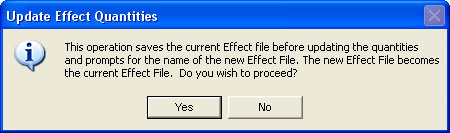 Update Effect Quantities
This operation saves the current Effect file before updating the quantities
and prompts for the name of the new Effect File. The new Effect File becomes
the current Effect File.  Do you wish to proceed?
Yes
No